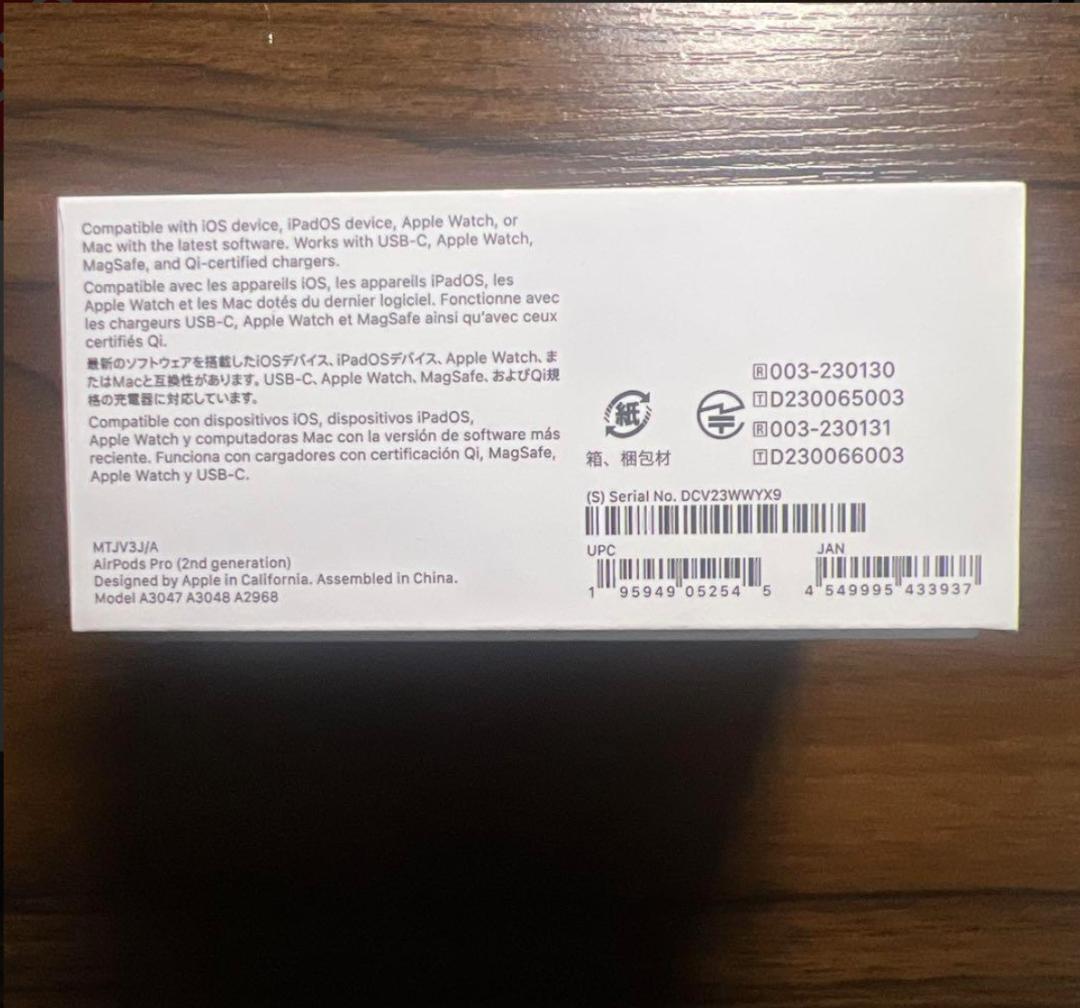 Compatible with iOS device, iPadOS device, Apple Watch, or
Mac with the latest software. Works with USB-C, Apple Watch,
MagSafe, and Qi-certified chargers.
Compatible avec les appareils iOS, les appareils iPadOS, les
Apple Watch et les Mac dotés du dernier logiciel. Fonctionne avec
les chargeurs USB-C, Apple Watch et MagSafe ainsi qu'avec ceux
certifiés Qi.
最新のソフトウェアを搭載したiOSデバイス、iPadOSデバイス、Apple Watch、ま
たはMacと互換性があります。USB-C、Apple Watch、MagSafe、およびQi規
格の充電器に対応しています。
Compatible con dispositivos iOS, dispositivos iPadOS,
Apple Watch y computadoras Mac con la versión de software más
reciente. Funciona con cargadores con certificación Qi, MagSafe,
Apple Watch y USB-C.
MTJV3J/A
AirPods Pro (2nd generation)
Designed by Apple in California. Assembled in China.
Model A3047 A3048 A2968
紙
箱、梱包材
R 003-230130
T D230065003
R 003-230131
T D230066003
(S) Serial No. DCV23WWYX9
UPC
1 95949 05254 5
JAN
4 549995 433937